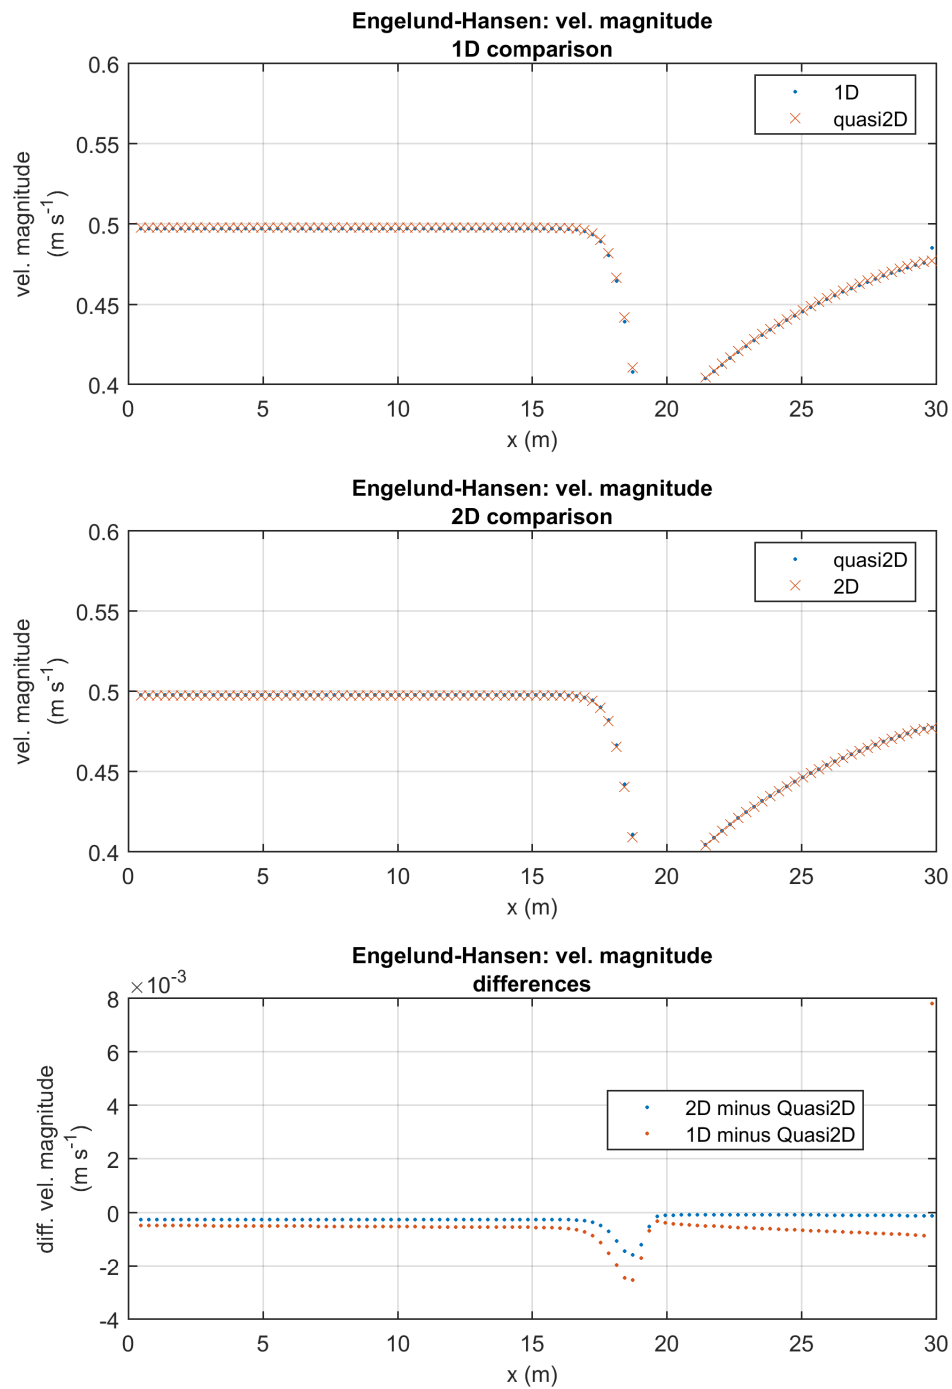 Engelund-Hansen: vel. magnitude
1D comparison
0.6
0.55
0.5
0.45
0.4
vel. magnitude
(m s⁻¹)
1D
quasi2D
0 5 10 15 20 25 30
x (m)
Engelund-Hansen: vel. magnitude
2D comparison
0.6
0.55
0.5
0.45
0.4
vel. magnitude
(m s⁻¹)
quasi2D
2D
0 5 10 15 20 25 30
x (m)
Engelund-Hansen: vel. magnitude
differences
×10⁻³
8
6
4
2
0
-2
-4
diff. vel. magnitude
(m s⁻¹)
2D minus Quasi2D
1D minus Quasi2D
0 5 10 15 20 25 30
x (m)